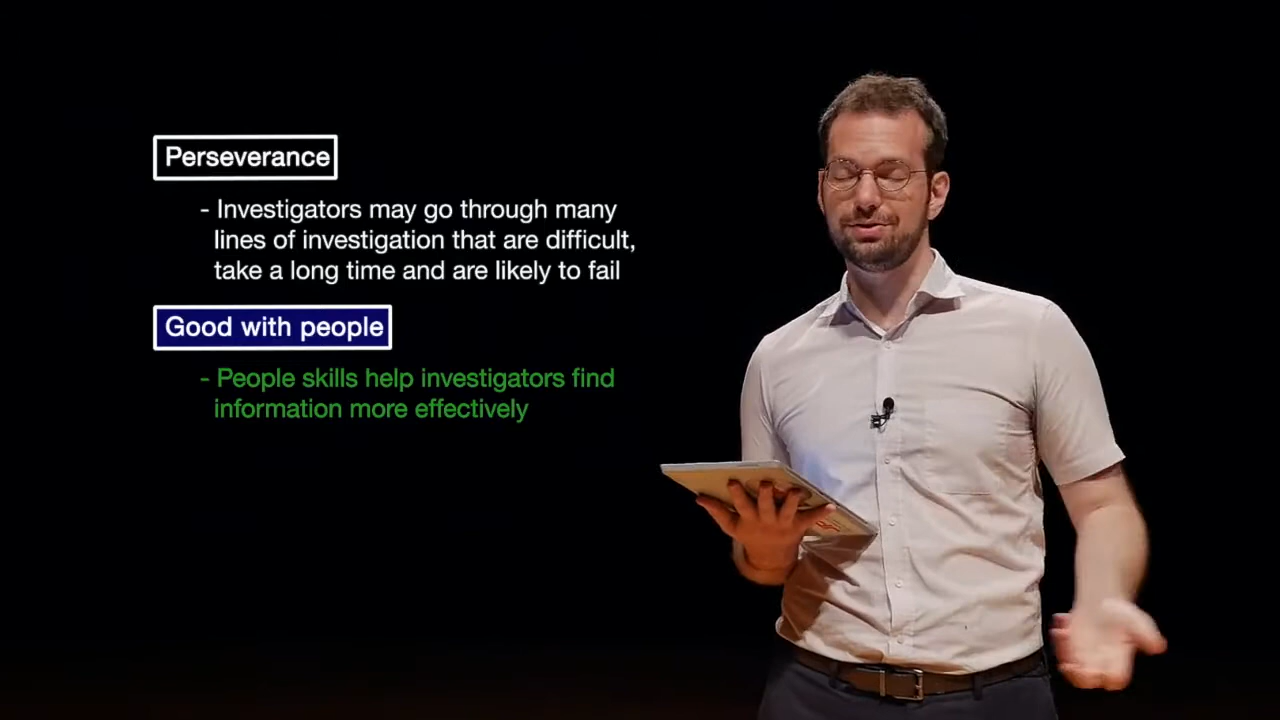 Perseverance
- Investigators may go through many
lines of investigation that are difficult,
take a long time and are likely to fail
Good with people
- People skills help investigators find
information more effectively